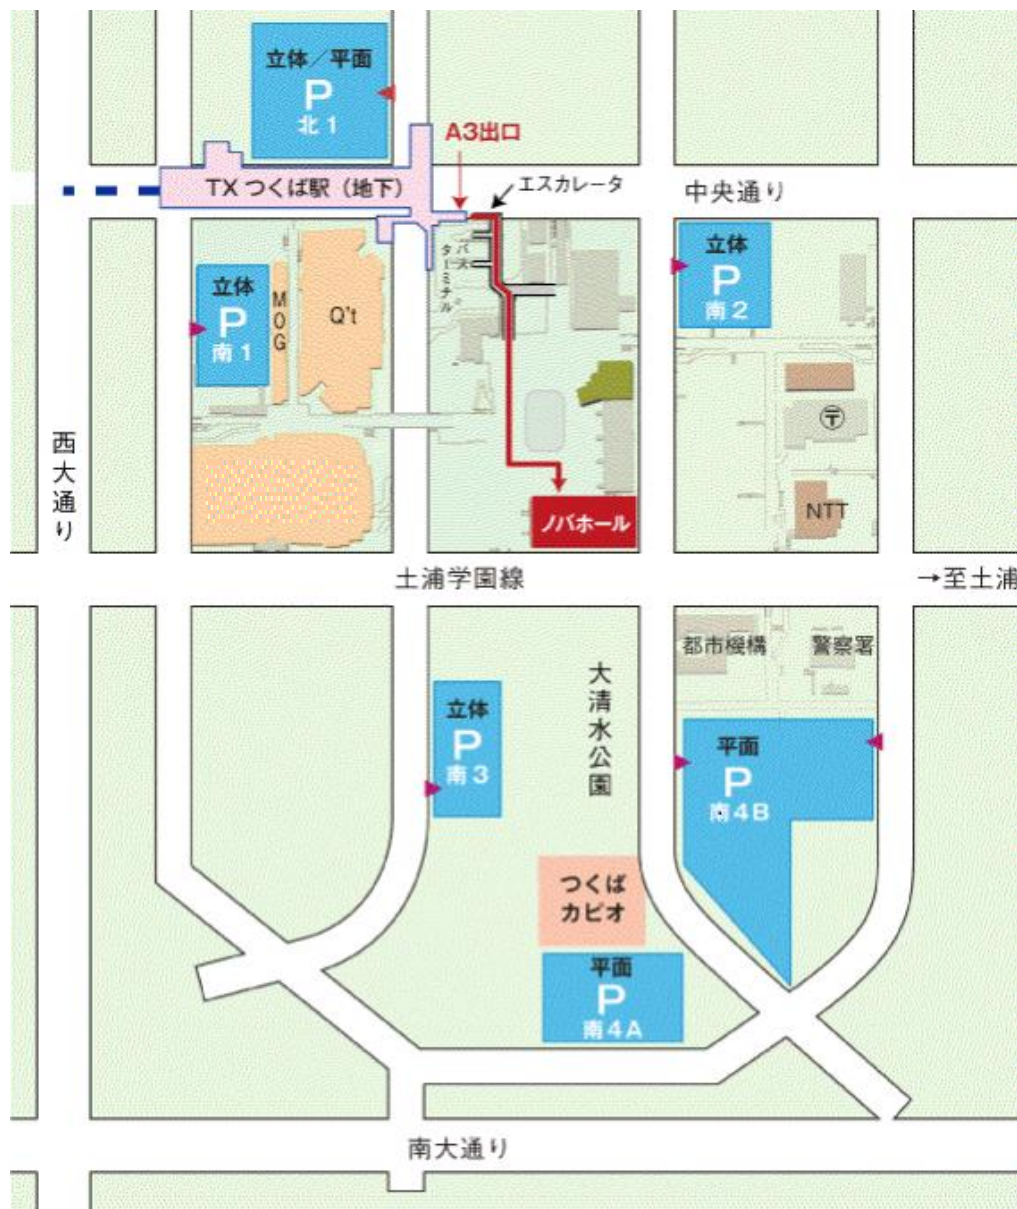 立体／平面
P
北1
A3出口
エスカレータ
TX つくば駅（地下）
中央通り
バス
ターミナル
立体
P
南1
MOG
Q't
立体
P
南2
〒
NTT
西大通り
ノバホール
土浦学園線
→至土浦
都市機構
警察署
大清水公園
立体
P
南3
平面
P
南4B
つくば
カピオ
平面
P
南4A
南大通り